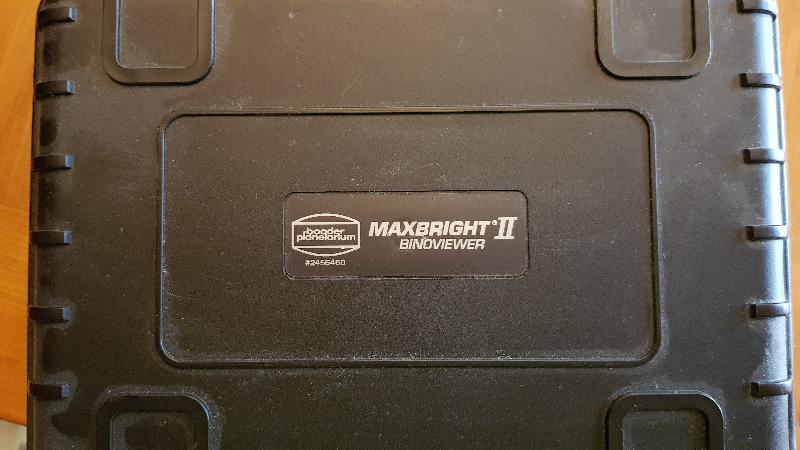 baader
planetarium
#2456460
MAXBRIGHT® II
BINOVIEWER